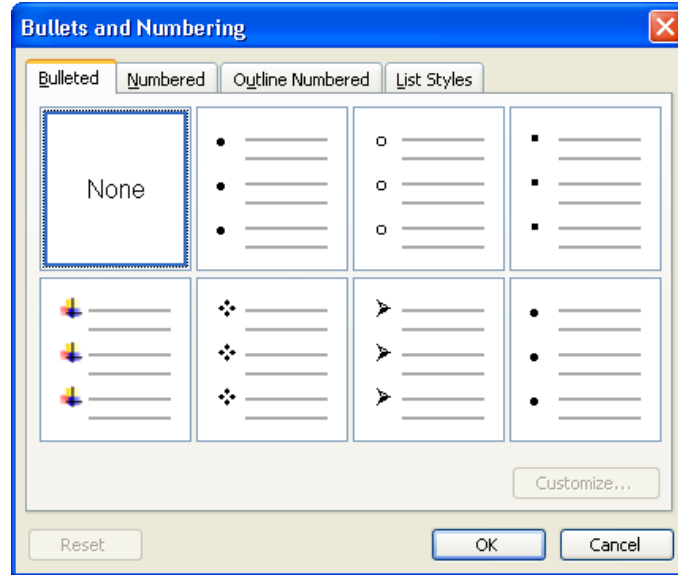 Bullets and Numbering
Bulleted Numbered Outline Numbered List Styles
None
Customize...
Reset OK Cancel